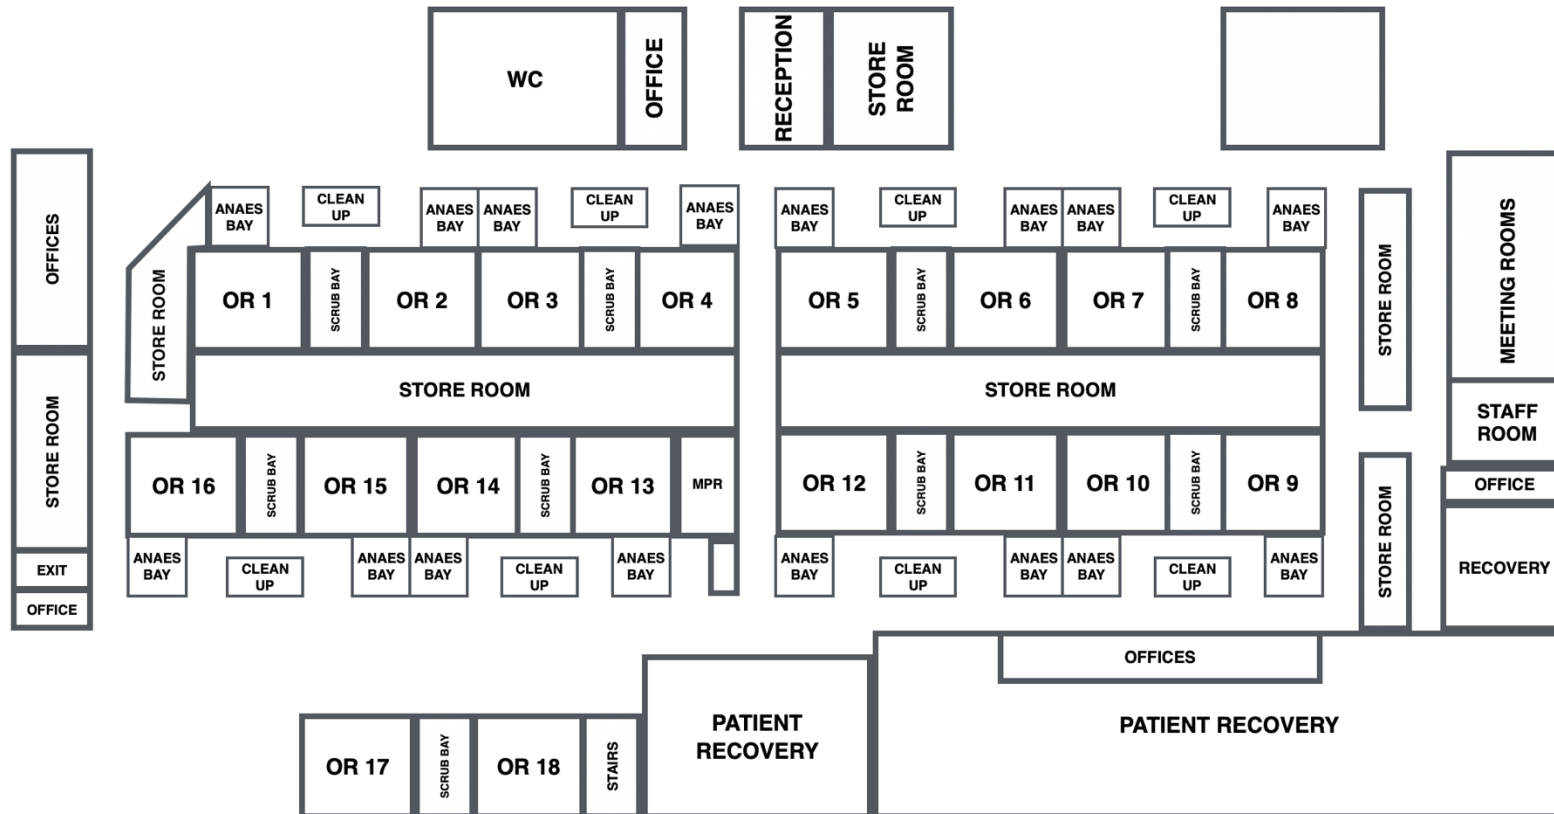 WC
OFFICE
RECEPTION
STORE
ROOM
OFFICES
STORE ROOM
EXIT
OFFICE
STORE ROOM
ANAES
BAY
CLEAN
UP
ANAES
BAY
ANAES
BAY
CLEAN
UP
ANAES
BAY
OR 1
SCRUB BAY
OR 2
OR 3
SCRUB BAY
OR 4
STORE ROOM
OR 16
SCRUB BAY
OR 15
OR 14
SCRUB BAY
OR 13
MPR
ANAES
BAY
CLEAN
UP
ANAES
BAY
ANAES
BAY
CLEAN
UP
ANAES
BAY
ANAES
BAY
CLEAN
UP
ANAES
BAY
ANAES
BAY
CLEAN
UP
ANAES
BAY
OR 5
SCRUB BAY
OR 6
OR 7
SCRUB BAY
OR 8
STORE ROOM
OR 12
SCRUB BAY
OR 11
OR 10
SCRUB BAY
OR 9
ANAES
BAY
CLEAN
UP
ANAES
BAY
ANAES
BAY
CLEAN
UP
ANAES
BAY
STORE ROOM
STORE ROOM
MEETING ROOMS
STAFF
ROOM
OFFICE
RECOVERY
OFFICES
PATIENT RECOVERY
PATIENT
RECOVERY
OR 17
SCRUB BAY
OR 18
STAIRS